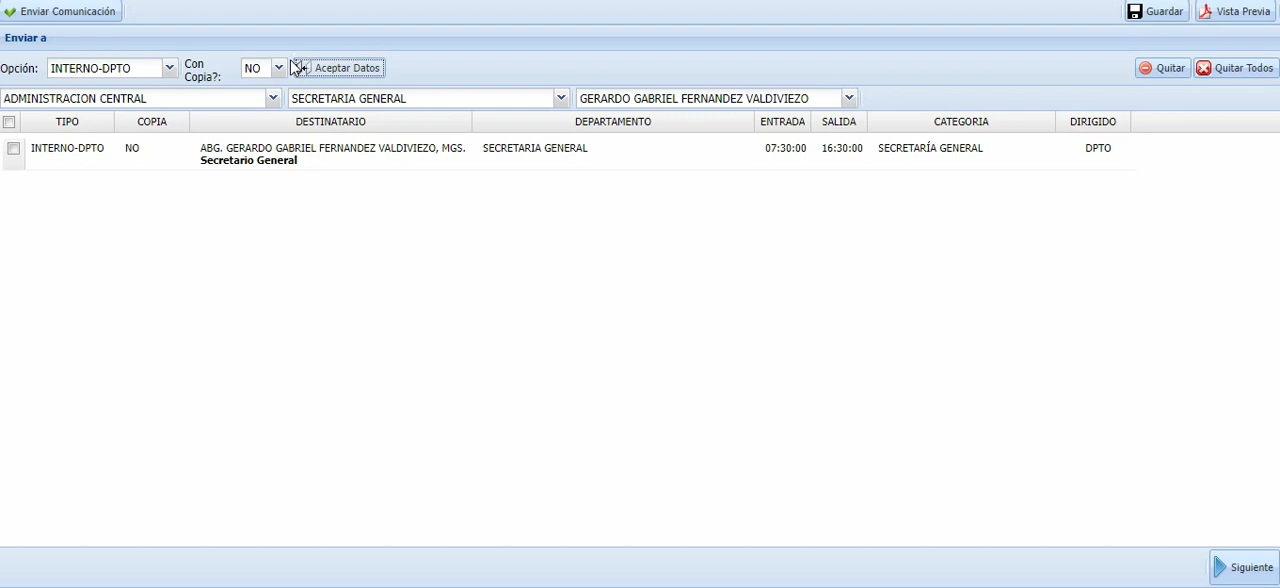 Enviar Comunicación Guardar Vista Previa
Enviar a
Opción: INTERNO-DPTO Con Copia?: NO Aceptar Datos Quitar Quitar Todos
ADMINISTRACION CENTRAL SECRETARIA GENERAL GERARDO GABRIEL FERNANDEZ VALDIVIEZO
TIPO COPIA DESTINATARIO DEPARTAMENTO ENTRADA SALIDA CATEGORIA DIRIGIDO
INTERNO-DPTO NO ABG. GERARDO GABRIEL FERNANDEZ VALDIVIEZO, MGS. SECRETARIA GENERAL 07:30:00 16:30:00 SECRETARÍA GENERAL DPTO
Secretario General
Siguiente